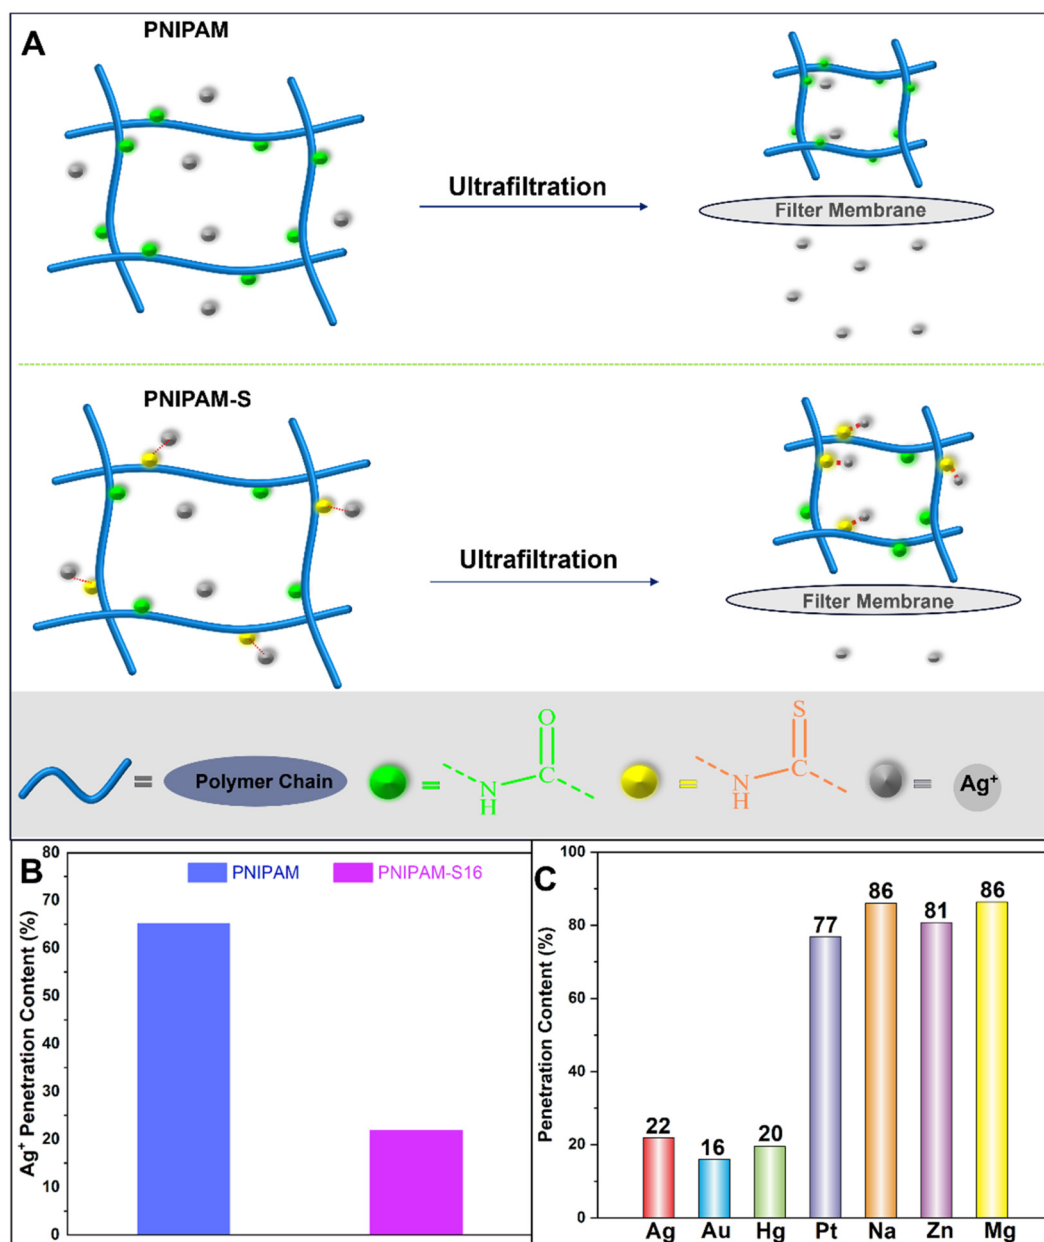 A
PNIPAM
Ultrafiltration
Filter Membrane
PNIPAM-S
Ultrafiltration
Filter Membrane
= Polymer Chain
=
O
C
N
H
=
S
C
N
H
= Ag⁺
B
80
70
60
50
40
30
20
10
0
Ag⁺ Penetration Content (%)
PNIPAM
PNIPAM-S16
C
100
80
60
40
20
0
Penetration Content (%)
22
16
20
77
86
81
86
Ag Au Hg Pt Na Zn Mg